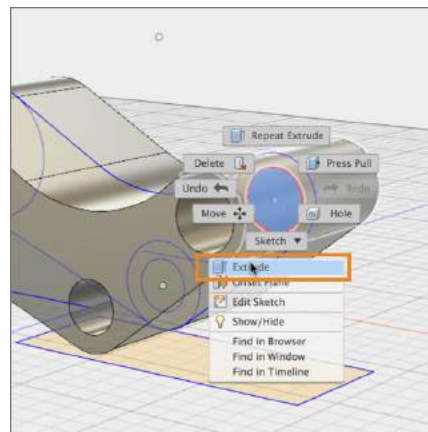 Repeat Extrude
Delete
Press Pull
Undo
Redo
Move
Hole
Sketch
Extrude
Offset Plane
Edit Sketch
Show/Hide
Find in Browser
Find in Window
Find in Timeline